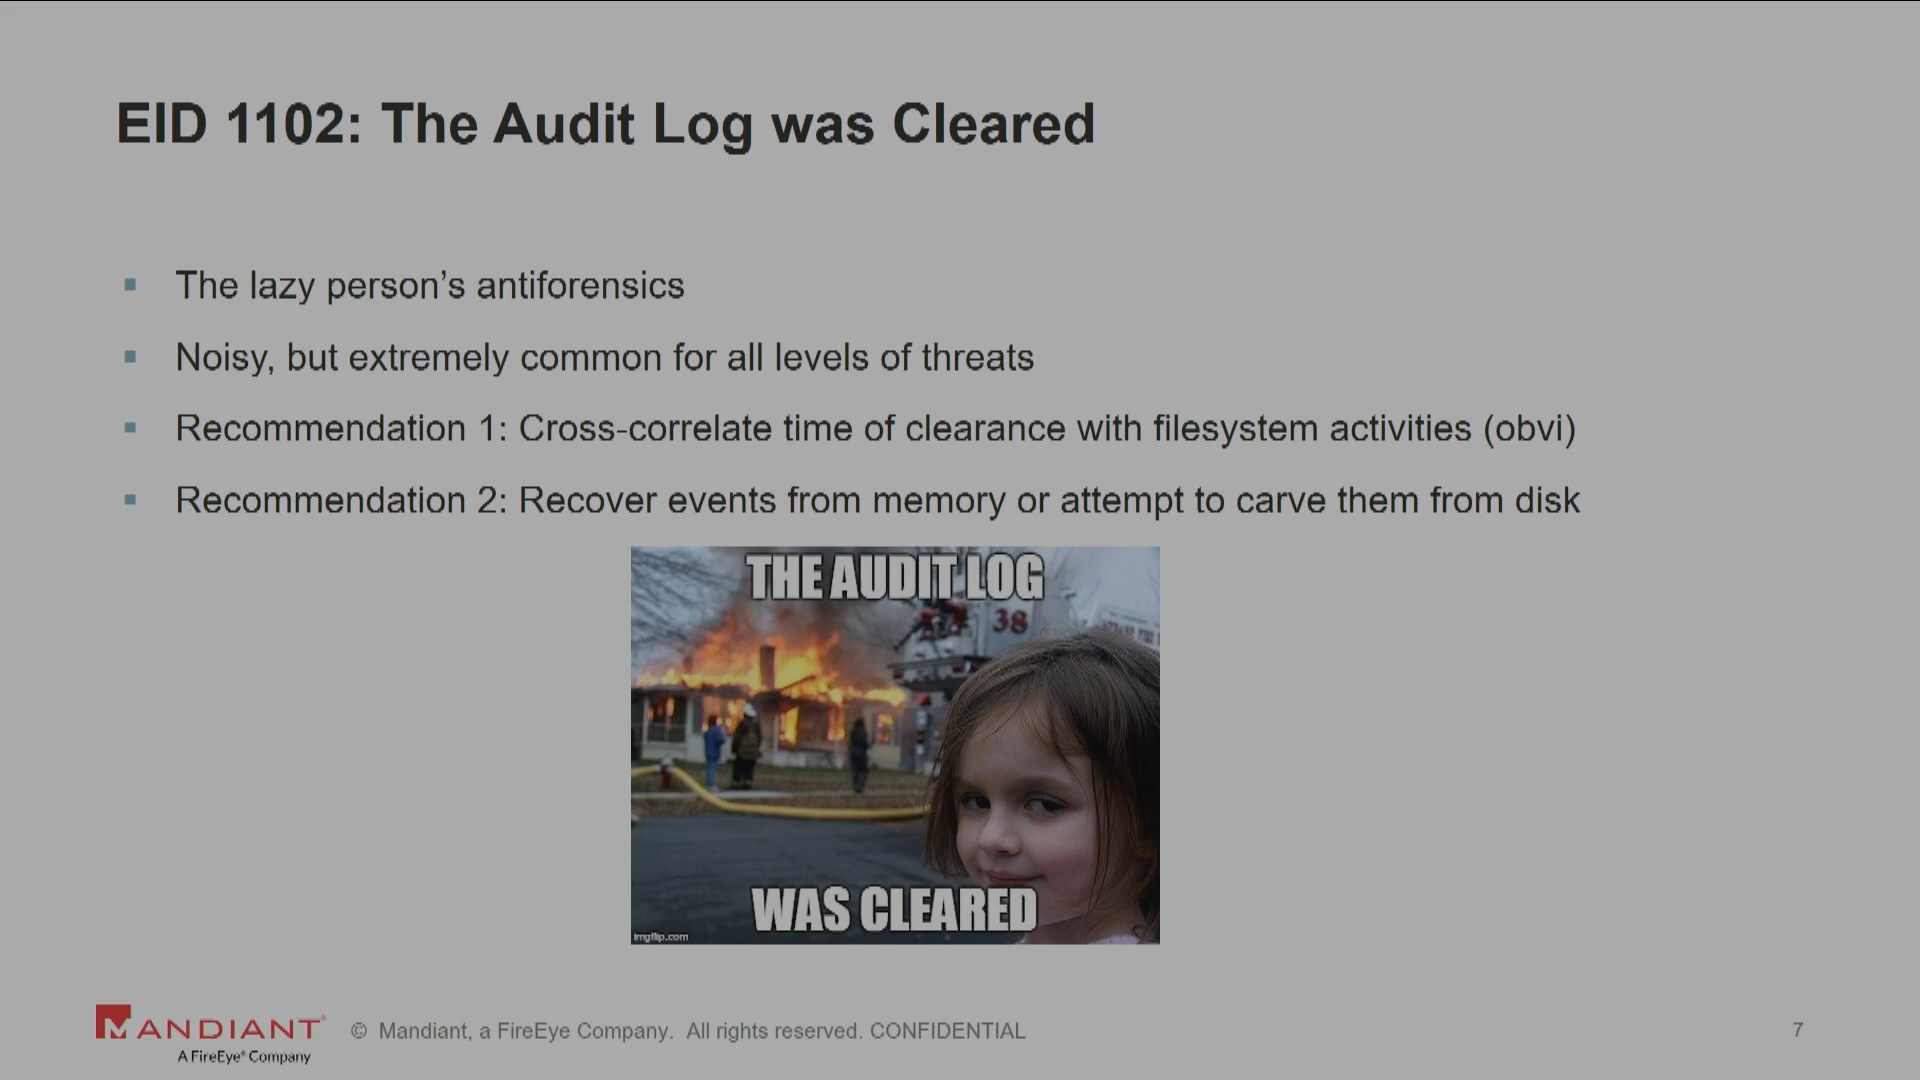 EID 1102: The Audit Log was Cleared
The lazy person's antiforensics
Noisy, but extremely common for all levels of threats
Recommendation 1: Cross-correlate time of clearance with filesystem activities (obvi)
Recommendation 2: Recover events from memory or attempt to carve them from disk
THE AUDIT LOG
38
WAS CLEARED
imgflip.com
MANDIANT®
A FireEye® Company
© Mandiant, a FireEye Company. All rights reserved. CONFIDENTIAL
7